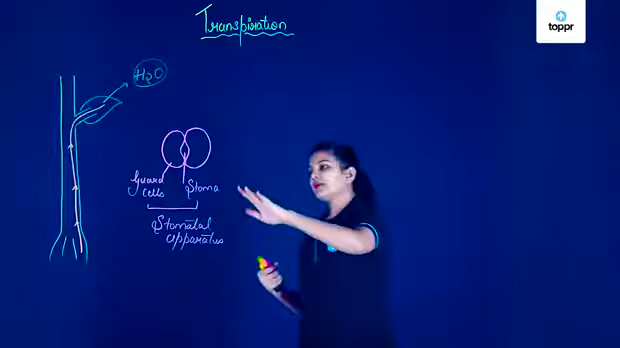 Transpiration
toppr
H₂O
Guard
cells
Stoma
Stomatal
apparatus